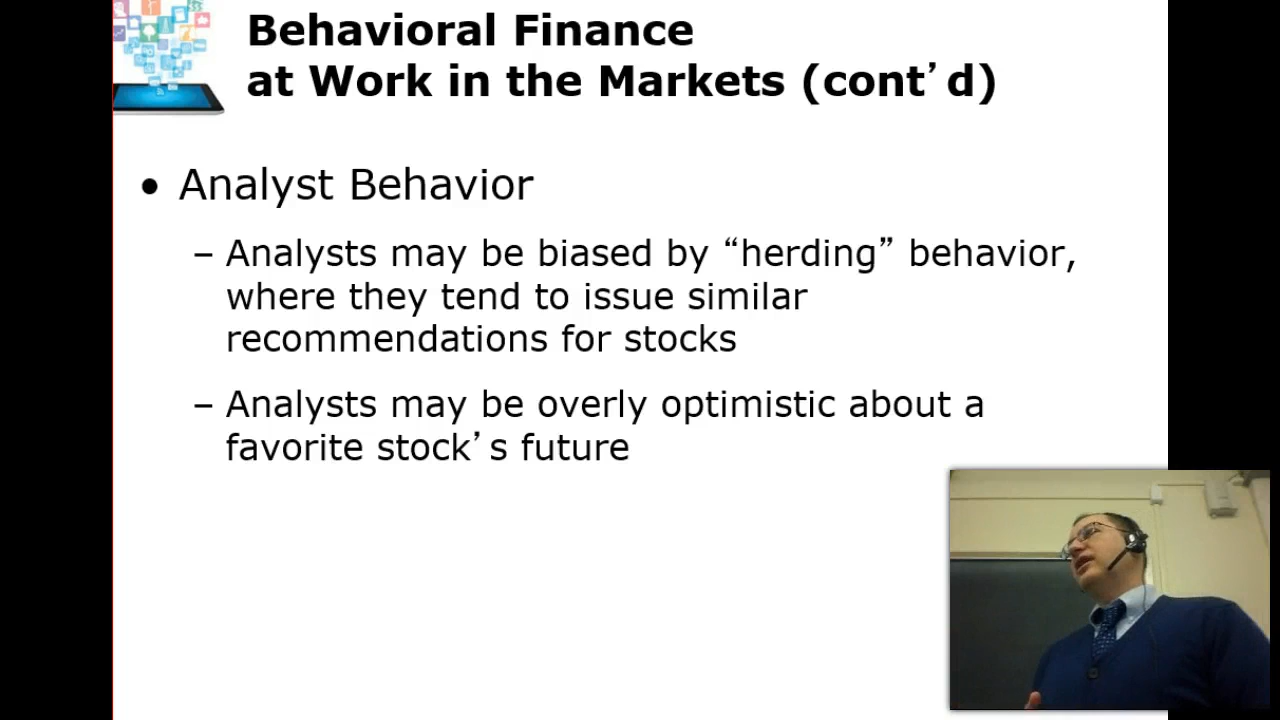 Behavioral Finance
at Work in the Markets (cont’d)
• Analyst Behavior
– Analysts may be biased by “herding” behavior,
where they tend to issue similar
recommendations for stocks
– Analysts may be overly optimistic about a
favorite stock’s future